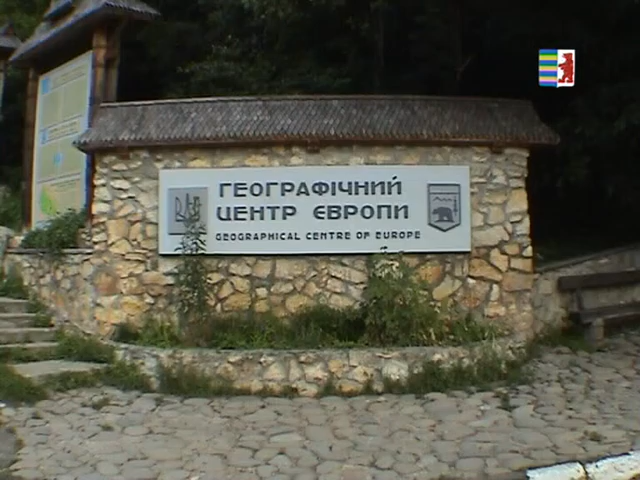 ГЕОГРАФІЧНИЙ
ЦЕНТР ЄВРОПИ
GEOGRAPHICAL CENTRE OF EUROPE